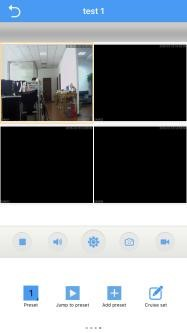 test 1
1
Preset
Jump to preset
Add preset
Cruise set